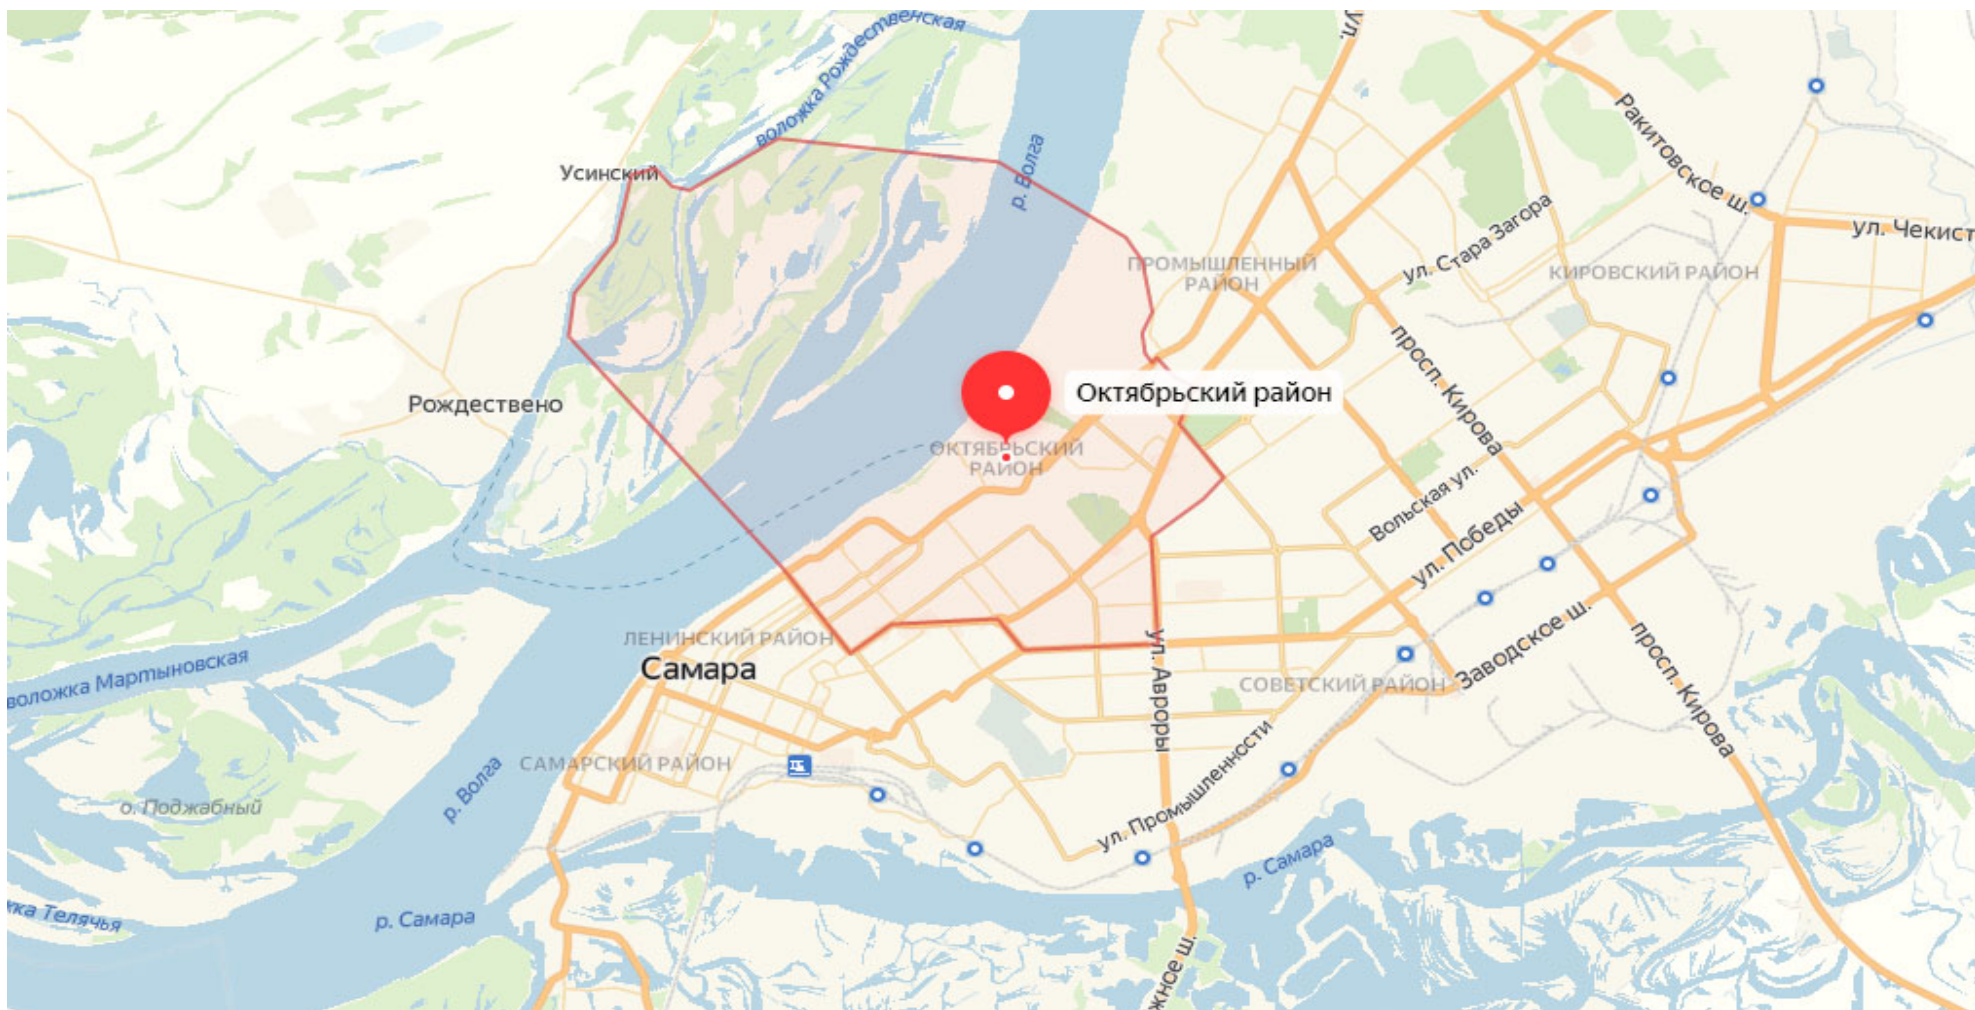 воложка Рождественская
ул.
р. Волга
Усинский
Ракитовское ш.
ул. Чекист
ул. Стара Загора
ПРОМЫШЛЕННЫЙ
РАЙОН
КИРОВСКИЙ РАЙОН
просп. Кирова
Октябрьский район
Рождествено
ОКТЯБРЬСКИЙ
РАЙОН
Вольская ул.
ул. Победы
ЛЕНИНСКИЙ РАЙОН
Самара
ул. Авроры
Заводское ш.
просп. Кирова
воложка Мартыновская
СОВЕТСКИЙ РАЙОН
САМАРСКИЙ РАЙОН
р. Волга
ул. Промышленности
о. Поджабный
р. Самара
жка Телячья
р. Самара
жное ш.